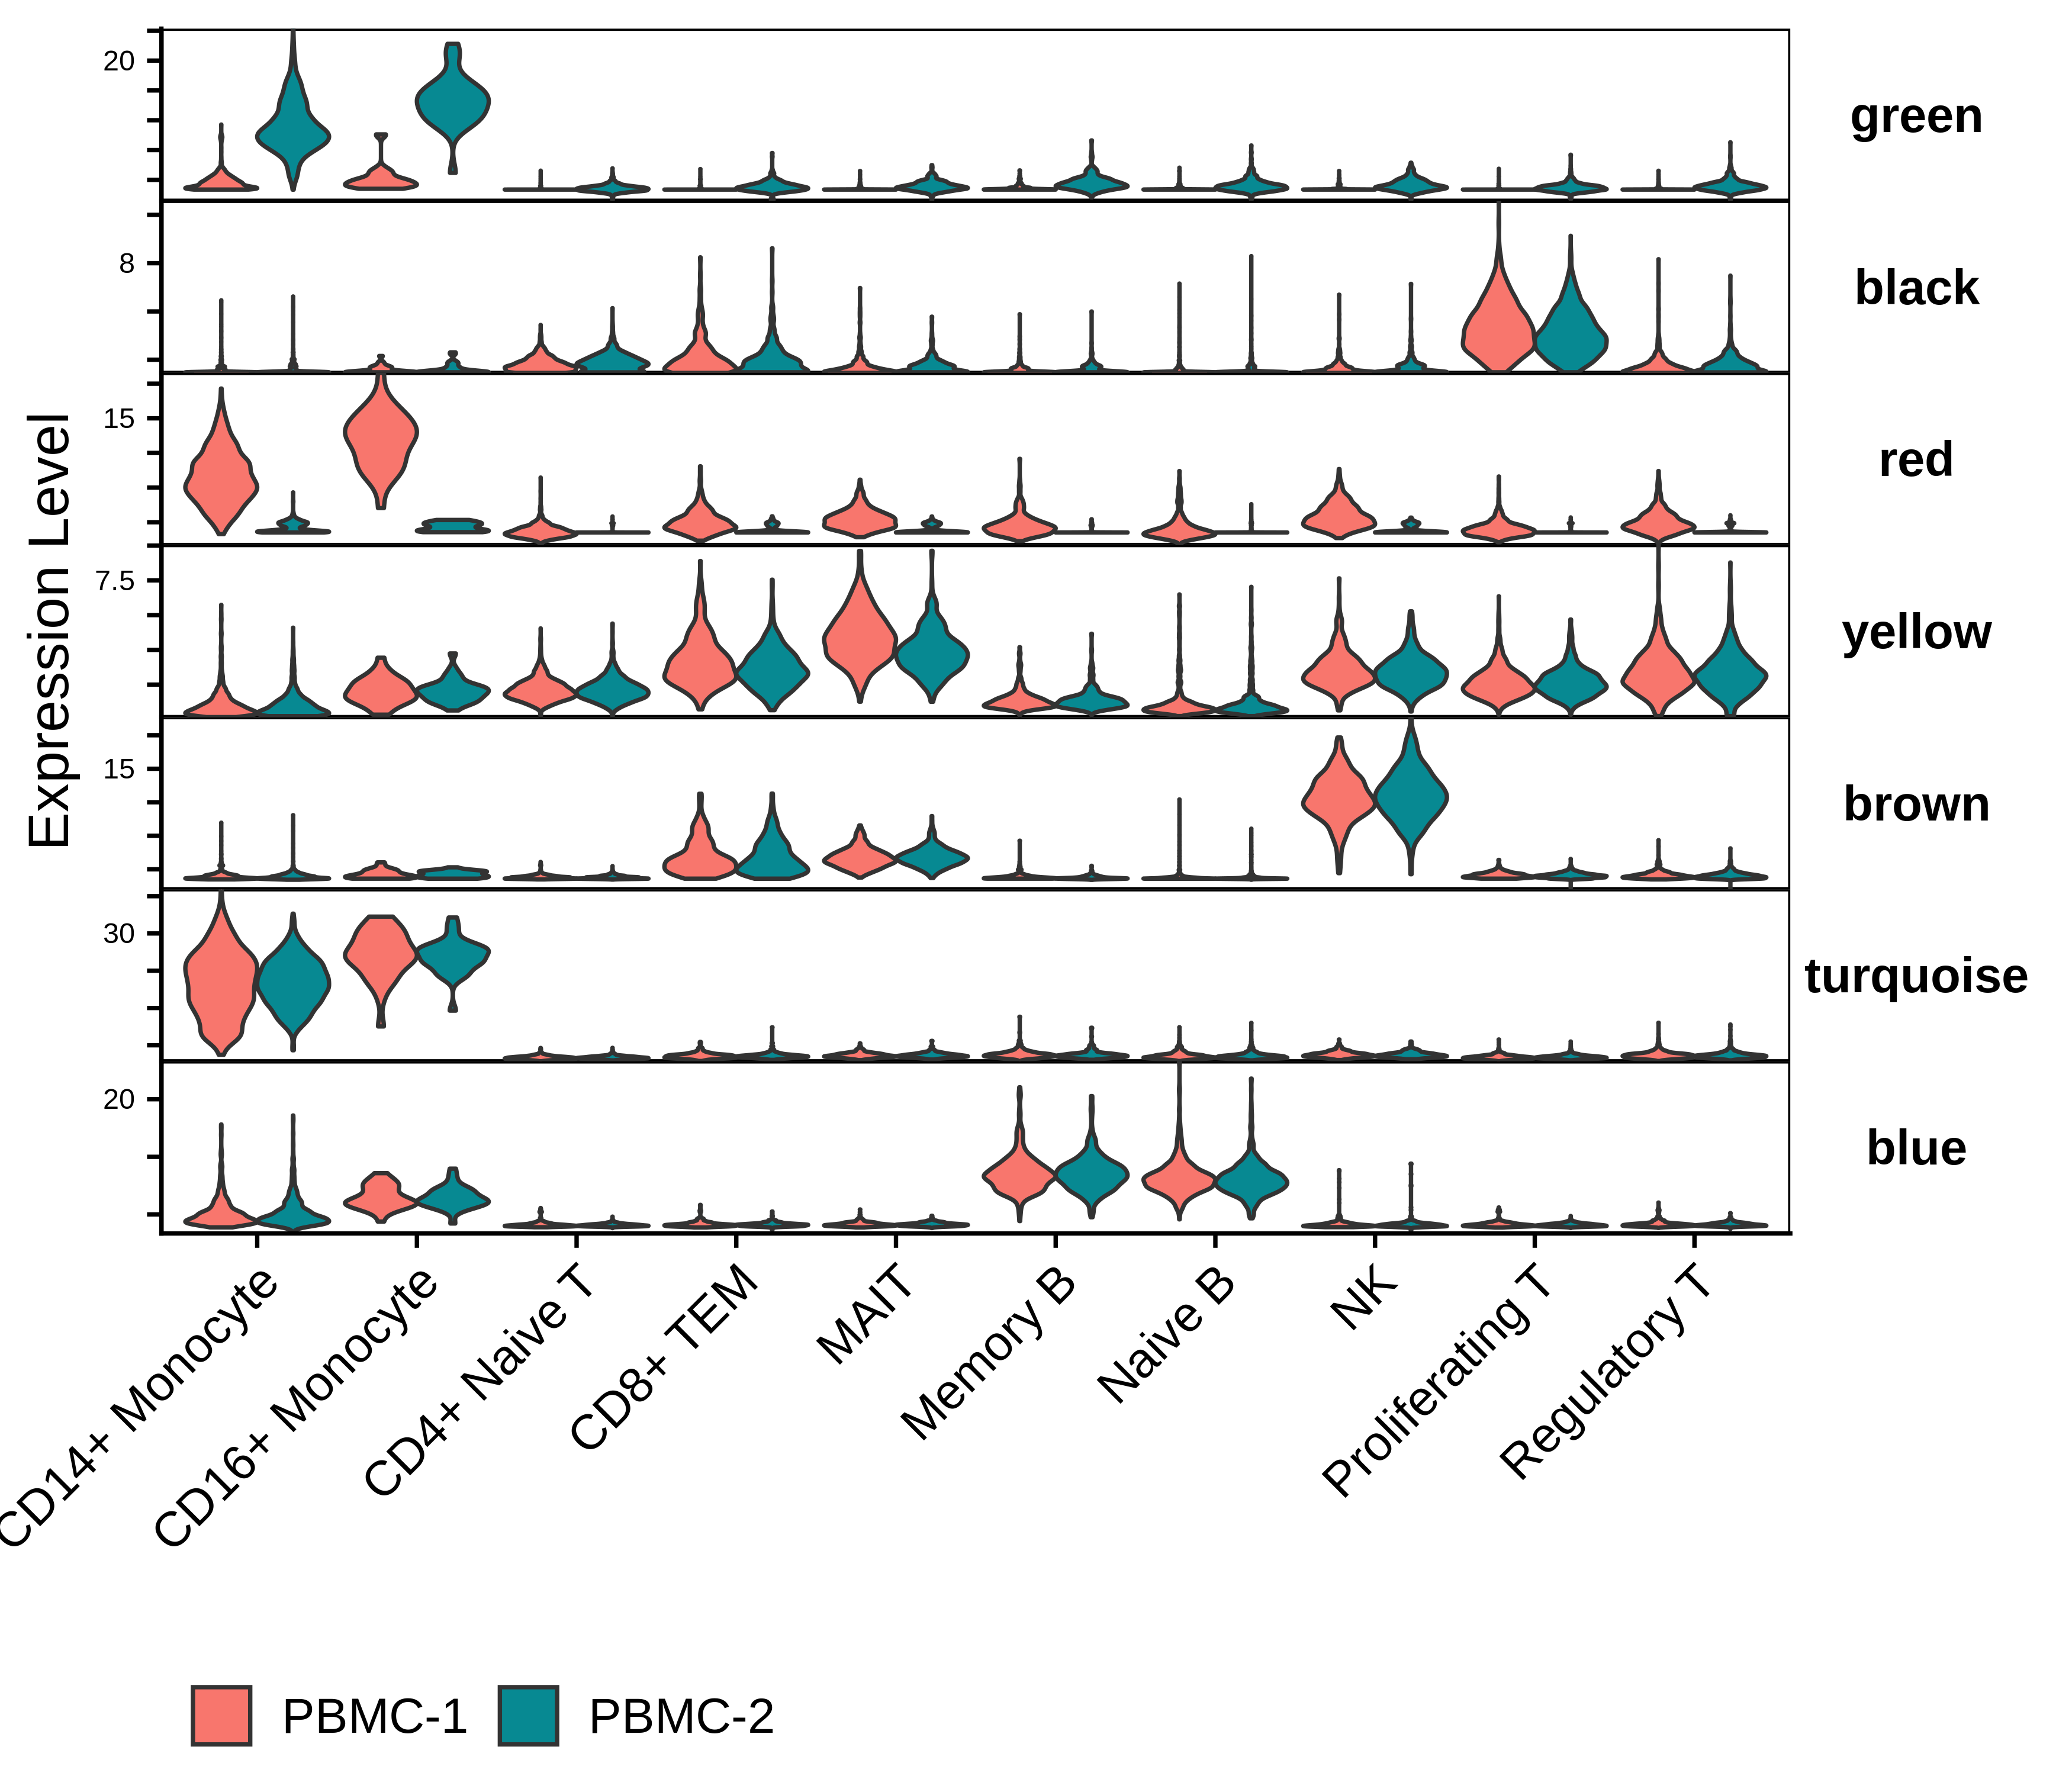 Expression Level
20
green
8
black
15
red
7.5
yellow
15
brown
30
turquoise
20
blue
CD14+ Monocyte
CD16+ Monocyte
CD4+ Naive T
CD8+ TEM
MAIT
Memory B
Naive B
NK
Proliferating T
Regulatory T
PBMC-1 PBMC-2